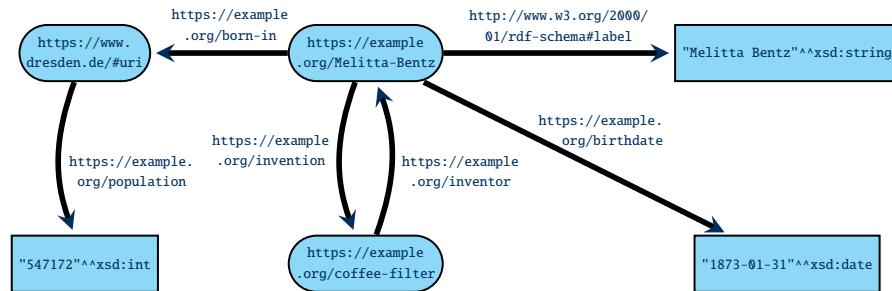 https://example
.org/born-in
http://www.w3.org/2000/
01/rdf-schema#label
https://www.
dresden.de/#uri
https://example
.org/Melitta-Bentz
"Melitta Bentz"^^xsd:string
https://example.
org/birthdate
https://example
.org/invention
https://example.
org/population
https://example
.org/inventor
"547172"^^xsd:int
https://example
.org/coffee-filter
"1873-01-31"^^xsd:date